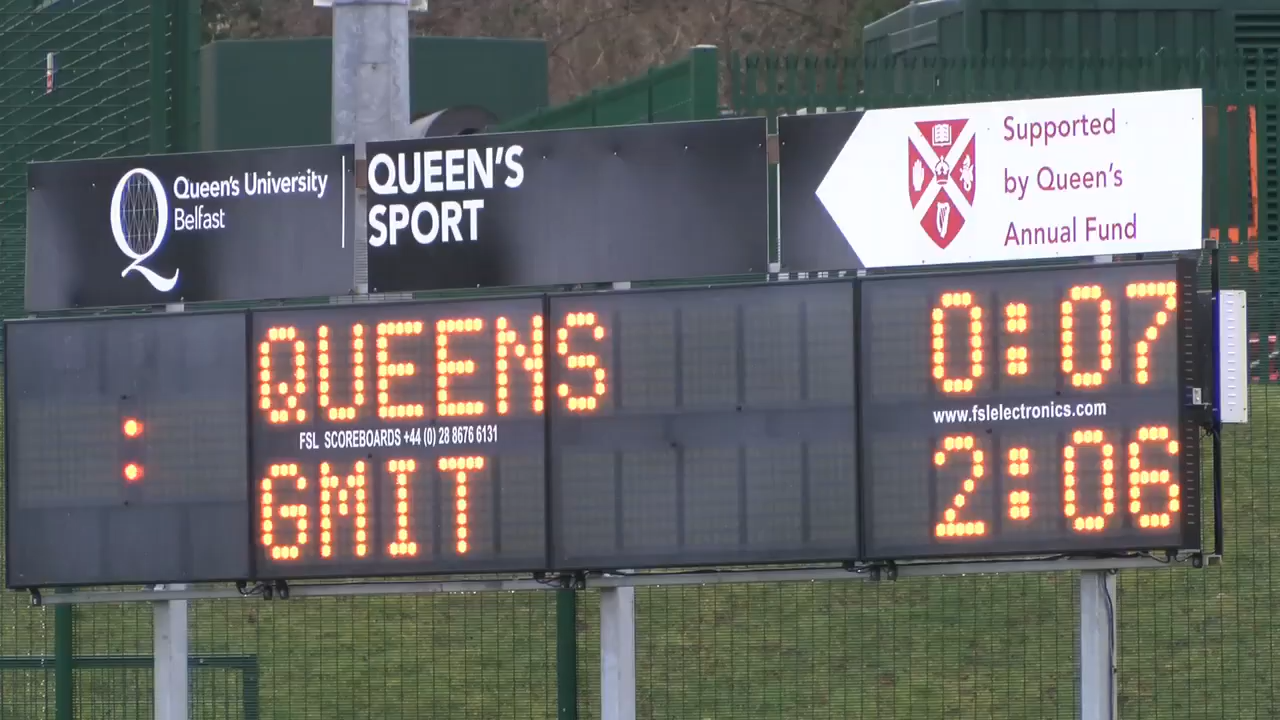 Queen's University
Belfast
QUEEN'S
SPORT
Supported
by Queen's
Annual Fund
:
QUEENS 0:07
FSL SCOREBOARDS +44 (0) 28 8676 6131
www.fslelectronics.com
GMIT 2:06